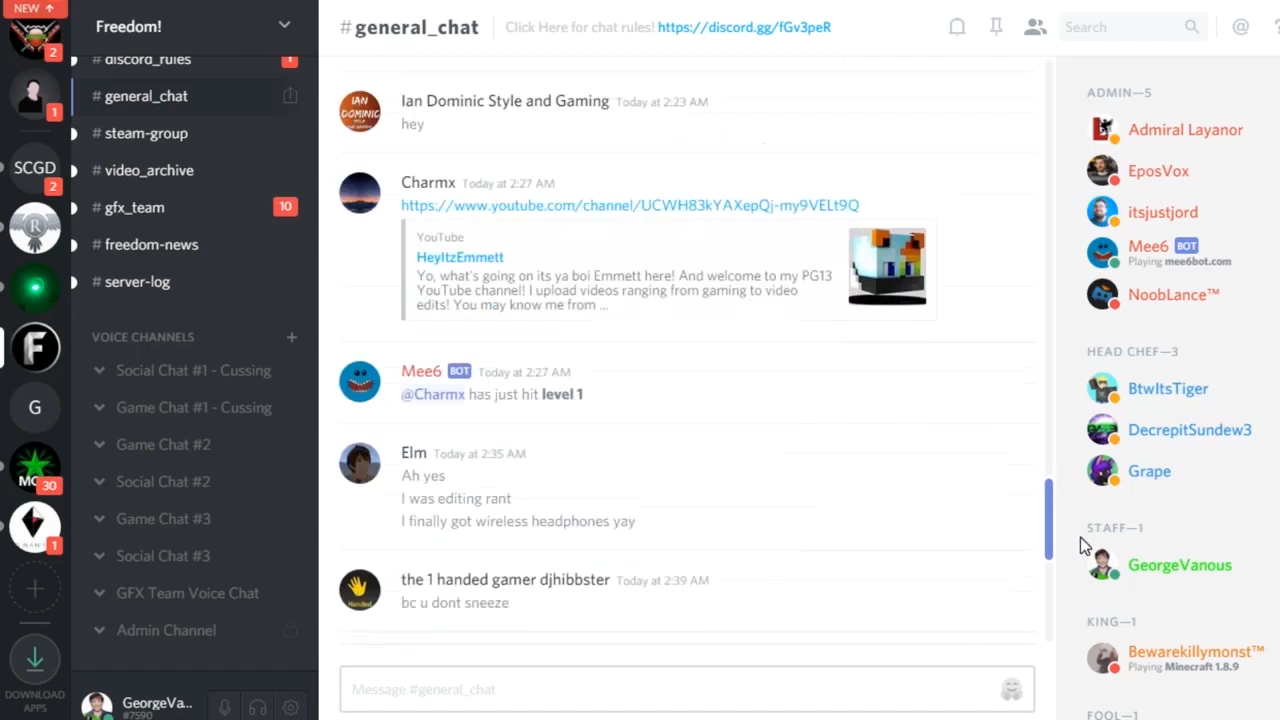 NEW ↑
2
1
SCGD
2
R
F
G
MC
30
1
DOWNLOAD
APPS
Freedom!
# discord_rules
1
# general_chat
# steam-group
# video_archive
# gfx_team
10
# freedom-news
# server-log
VOICE CHANNELS
Social Chat #1 - Cussing
Game Chat #1 - Cussing
Game Chat #2
Social Chat #2
Game Chat #3
Social Chat #3
GFX Team Voice Chat
Admin Channel
GeorgeVa...
#7590
#general_chat
Click Here for chat rules! https://discord.gg/fGv3peR
Search
@
IAN
DOMINIC
Ian Dominic Style and Gaming Today at 2:23 AM
hey
Charmx Today at 2:27 AM
https://www.youtube.com/channel/UCWH83kYAXepQj-my9VELt9Q
YouTube
HeyItzEmmett
Yo, what's going on its ya boi Emmett here! And welcome to my PG13
YouTube channel! I upload videos ranging from gaming to video
edits! You may know me from ...
Mee6 BOT Today at 2:27 AM
@Charmx has just hit level 1
Elm Today at 2:35 AM
Ah yes
I was editing rant
I finally got wireless headphones yay
Handed
the 1 handed gamer djhibbster Today at 2:39 AM
bc u dont sneeze
Message #general_chat
ADMIN—5
Admiral Layanor
EposVox
itsjustjord
Mee6 BOT
Playing mee6bot.com
NoobLance™
HEAD CHEF—3
BtwItsTiger
DecrepitSundew3
Grape
STAFF—1
GeorgeVanous
KING—1
Bewarekillymonst™
Playing Minecraft 1.8.9
FOOL—1